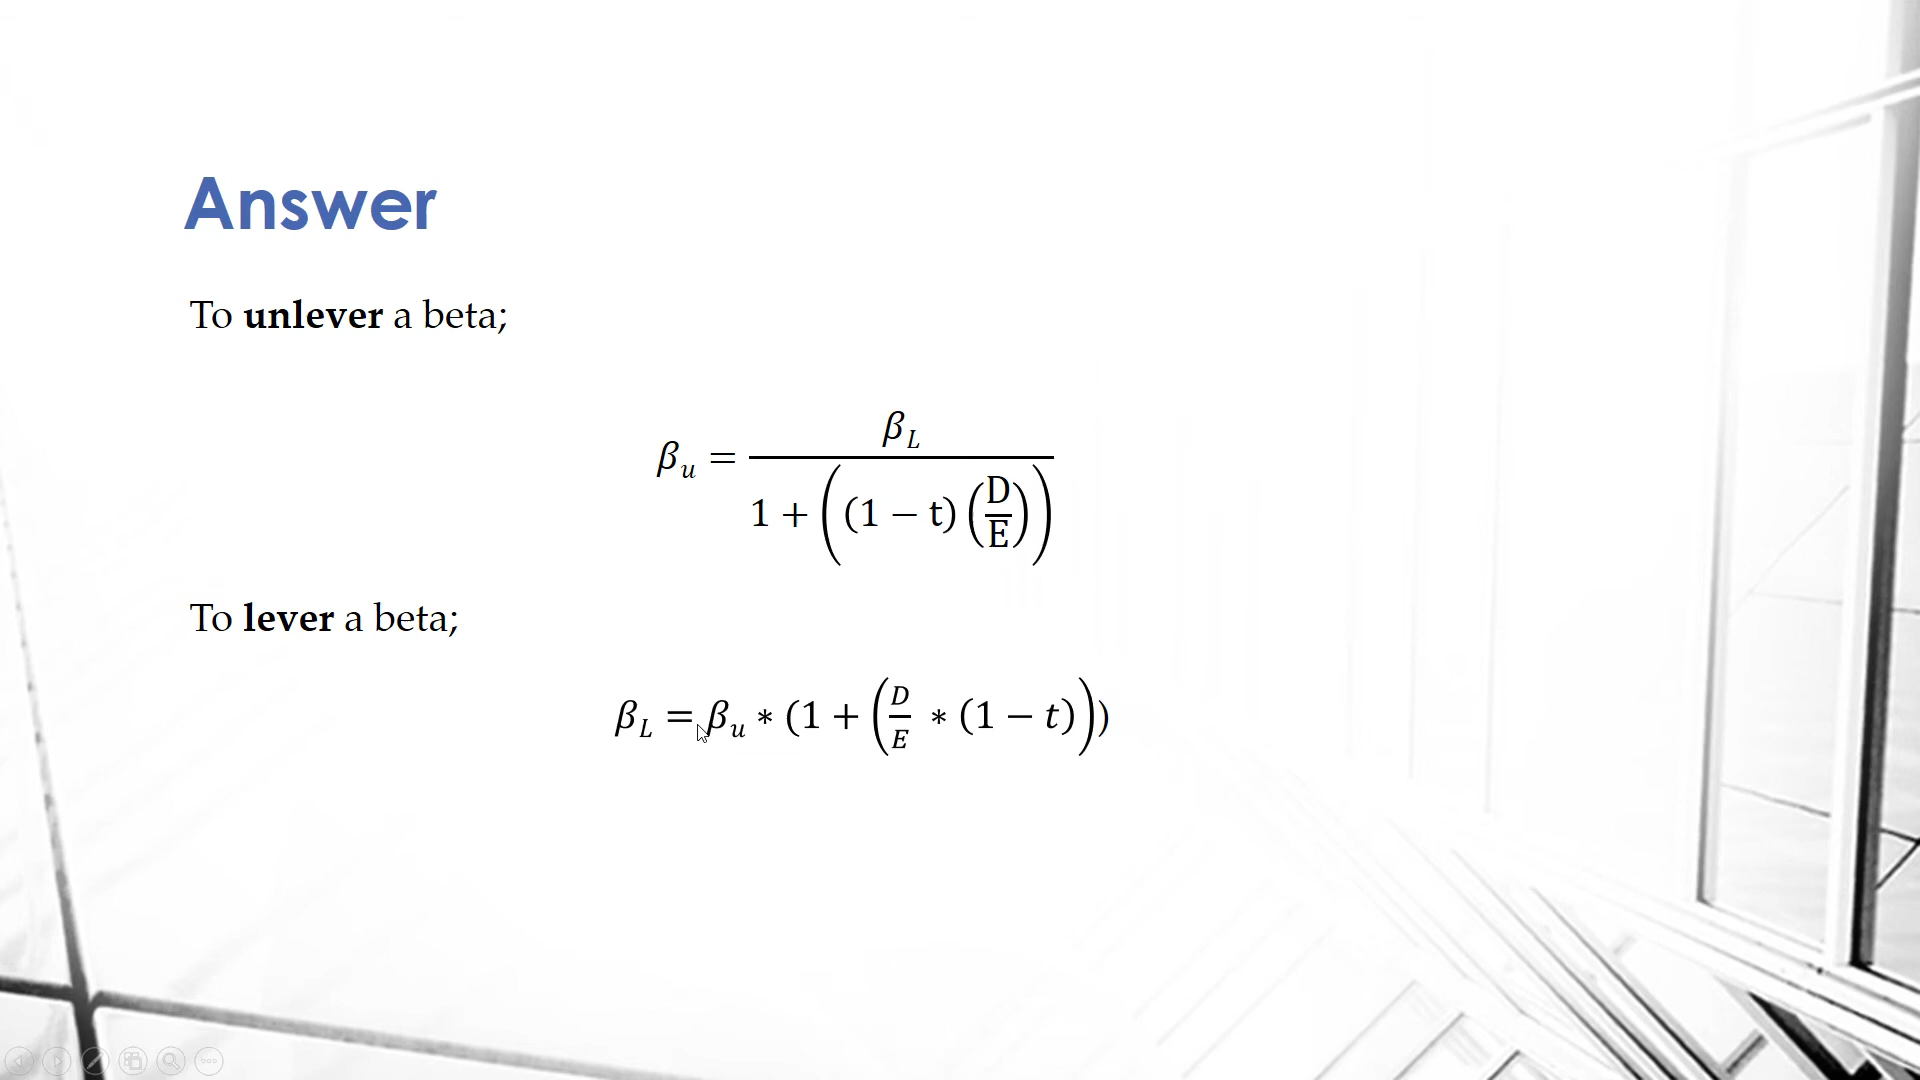 Answer
To unlever a beta;
β_u = β_L / (1 + ((1 − t) (D/E)))
To lever a beta;
β_L = β_u ∗ (1 + (D/E ∗ (1 − t)))